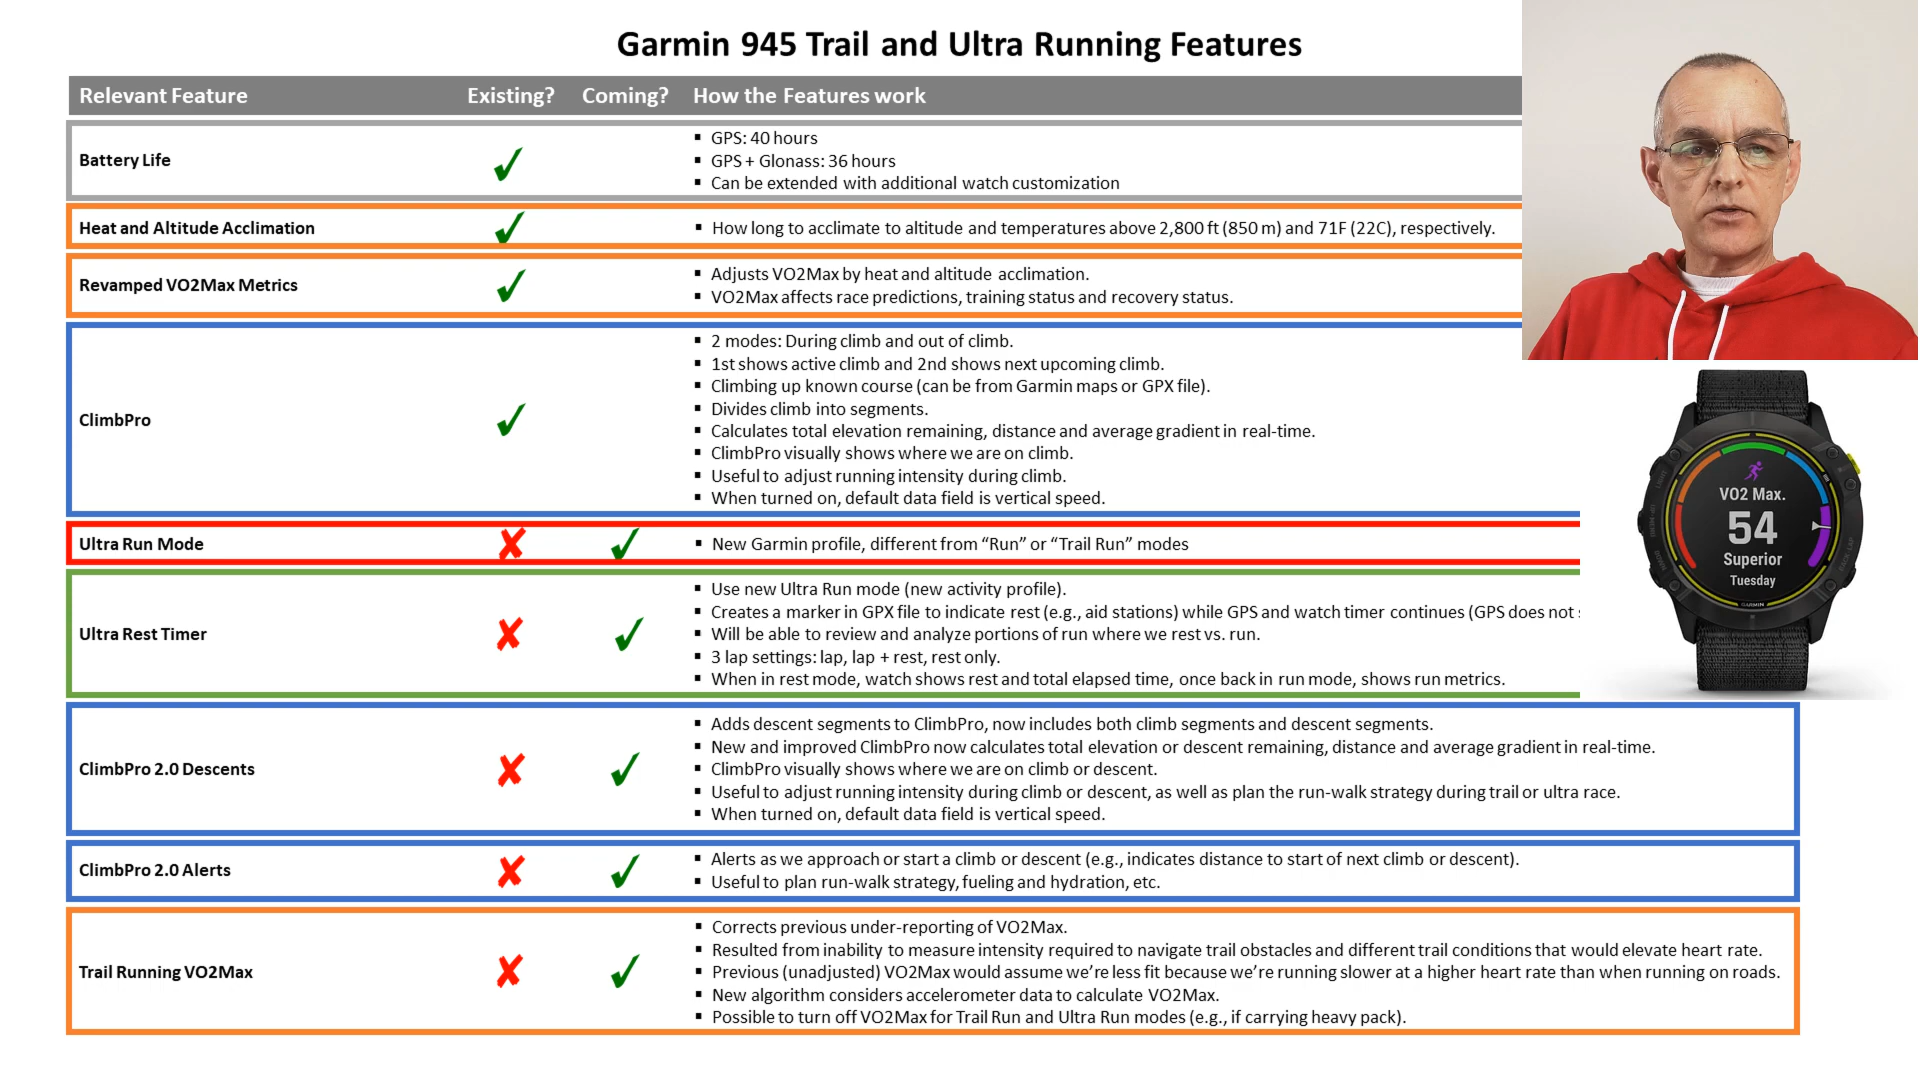 Garmin 945 Trail and Ultra Running Features
Relevant Feature Existing? Coming? How the Features work
Battery Life
▪ GPS: 40 hours
▪ GPS + Glonass: 36 hours
▪ Can be extended with additional watch customization
Heat and Altitude Acclimation
▪ How long to acclimate to altitude and temperatures above 2,800 ft (850 m) and 71F (22C), respectively.
Revamped VO2Max Metrics
▪ Adjusts VO2Max by heat and altitude acclimation.
▪ VO2Max affects race predictions, training status and recovery status.
ClimbPro
▪ 2 modes: During climb and out of climb.
▪ 1st shows active climb and 2nd shows next upcoming climb.
▪ Climbing up known course (can be from Garmin maps or GPX file).
▪ Divides climb into segments.
▪ Calculates total elevation remaining, distance and average gradient in real-time.
▪ ClimbPro visually shows where we are on climb.
▪ Useful to adjust running intensity during climb.
▪ When turned on, default data field is vertical speed.
Ultra Run Mode
▪ New Garmin profile, different from “Run” or “Trail Run” modes
Ultra Rest Timer
▪ Use new Ultra Run mode (new activity profile).
▪ Creates a marker in GPX file to indicate rest (e.g., aid stations) while GPS and watch timer continues (GPS does not
▪ Will be able to review and analyze portions of run where we rest vs. run.
▪ 3 lap settings: lap, lap + rest, rest only.
▪ When in rest mode, watch shows rest and total elapsed time, once back in run mode, shows run metrics.
ClimbPro 2.0 Descents
▪ Adds descent segments to ClimbPro, now includes both climb segments and descent segments.
▪ New and improved ClimbPro now calculates total elevation or descent remaining, distance and average gradient in real-time.
▪ ClimbPro visually shows where we are on climb or descent.
▪ Useful to adjust running intensity during climb or descent, as well as plan the run-walk strategy during trail or ultra race.
▪ When turned on, default data field is vertical speed.
ClimbPro 2.0 Alerts
▪ Alerts as we approach or start a climb or descent (e.g., indicates distance to start of next climb or descent).
▪ Useful to plan run-walk strategy, fueling and hydration, etc.
Trail Running VO2Max
▪ Corrects previous under-reporting of VO2Max.
▪ Resulted from inability to measure intensity required to navigate trail obstacles and different trail conditions that would elevate heart rate.
▪ Previous (unadjusted) VO2Max would assume we’re less fit because we’re running slower at a higher heart rate than when running on roads.
▪ New algorithm considers accelerometer data to calculate VO2Max.
▪ Possible to turn off VO2Max for Trail Run and Ultra Run modes (e.g., if carrying heavy pack).
VO2 Max.
54
Superior
Tuesday
GARMIN